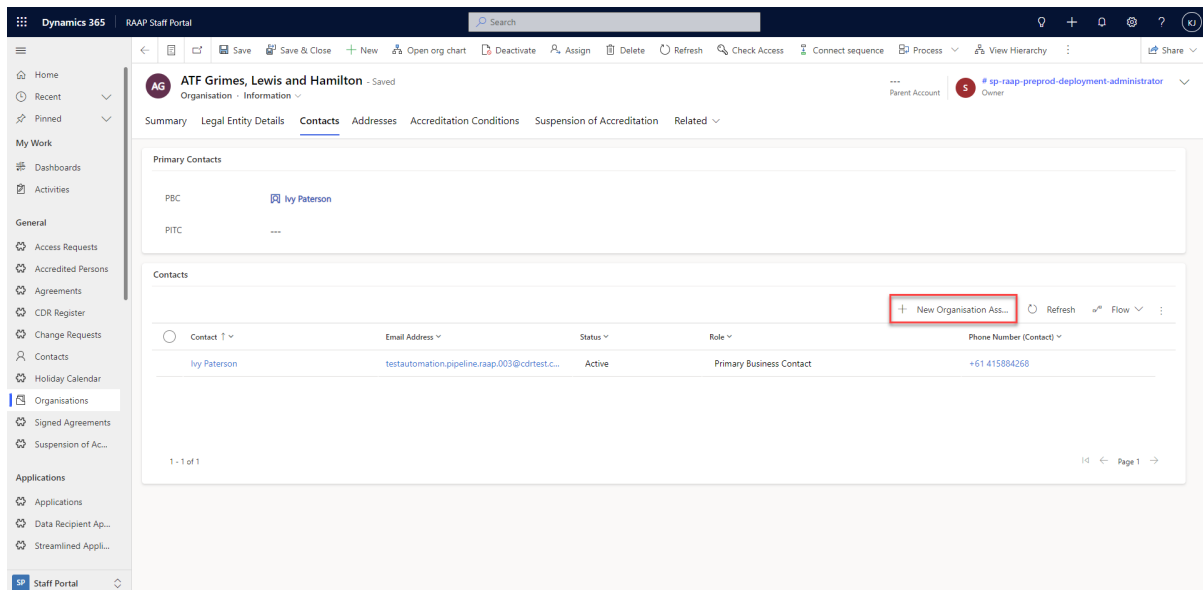 Dynamics 365 RAAP Staff Portal Search KJ
Save Save & Close New Open org chart Deactivate Assign Delete Refresh Check Access Connect sequence Process View Hierarchy Share
Home
Recent
Pinned
My Work
Dashboards
Activities
General
Access Requests
Accredited Persons
Agreements
CDR Register
Change Requests
Contacts
Holiday Calendar
Organisations
Signed Agreements
Suspension of Ac...
Applications
Applications
Data Recipient Ap...
Streamlined Appli...
SP Staff Portal
AG ATF Grimes, Lewis and Hamilton - Saved
Organisation · Information
---
Parent Account
S # sp-raap-preprod-deployment-administrator
Owner
Summary Legal Entity Details Contacts Addresses Accreditation Conditions Suspension of Accreditation Related
Primary Contacts
PBC Ivy Paterson
PITC ---
Contacts
+ New Organisation Ass... Refresh Flow
Contact ↑ Email Address Status Role Phone Number (Contact)
Ivy Paterson testautomation.pipeline.raap.003@cdrtest.c... Active Primary Business Contact +61 415884268
1 - 1 of 1 Page 1